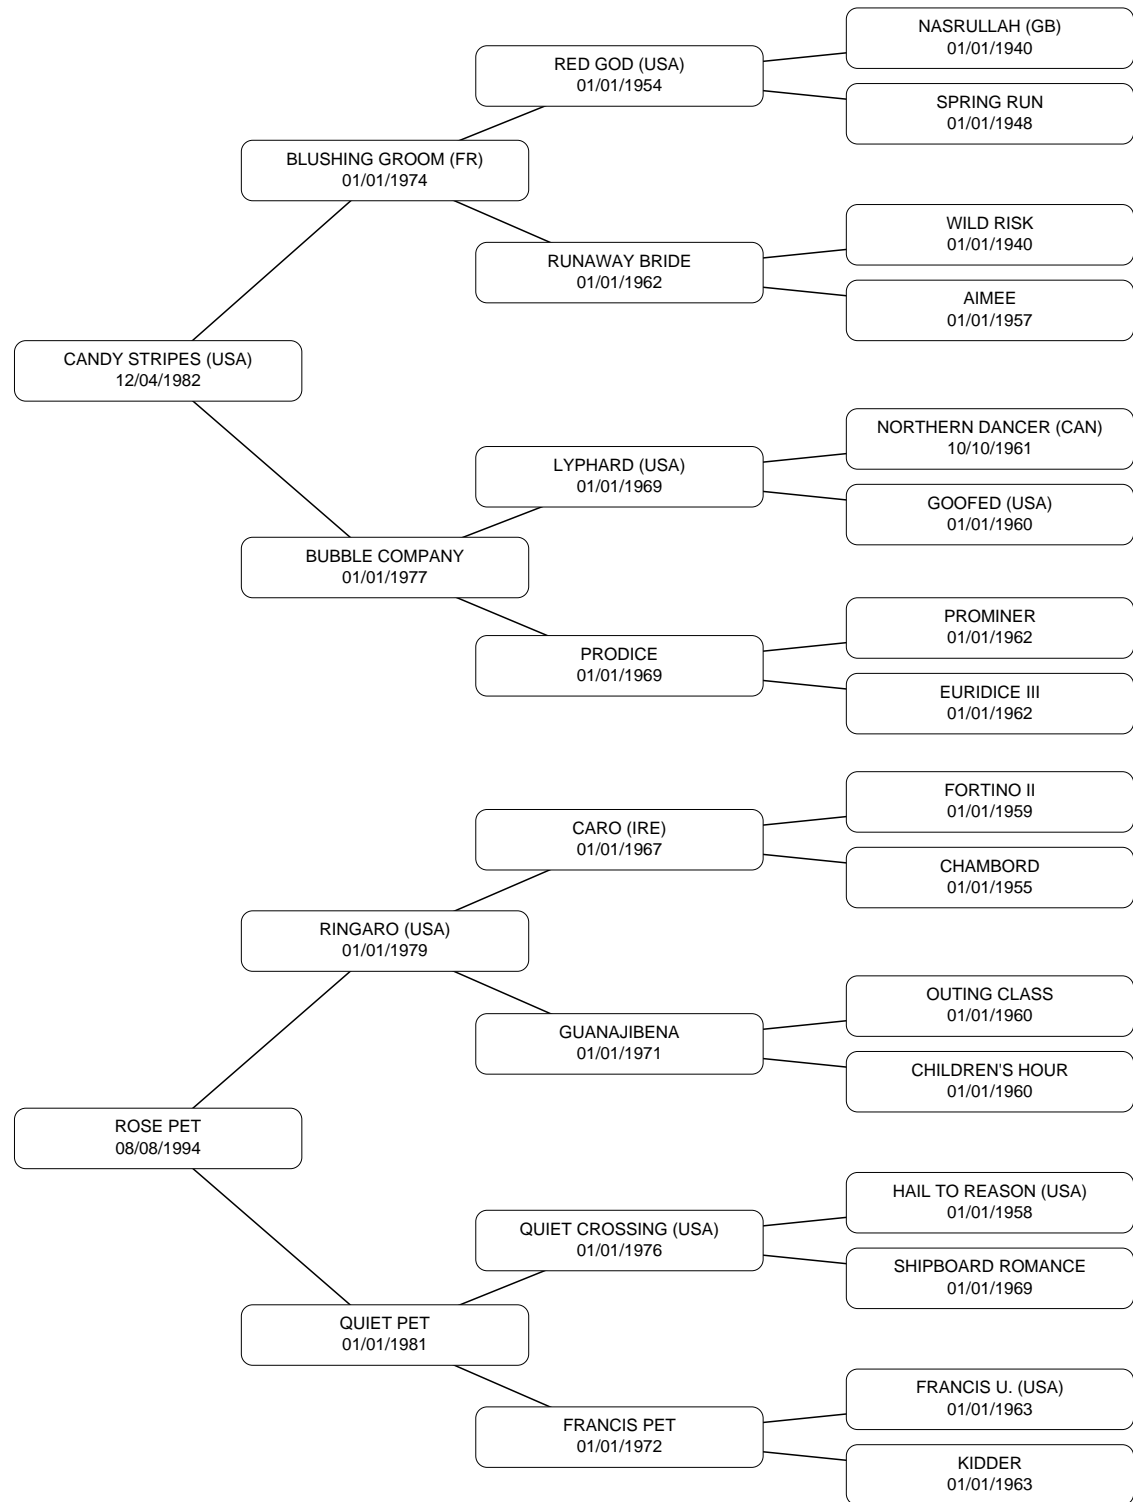 NASRULLAH (GB)
01/01/1940
RED GOD (USA)
01/01/1954
SPRING RUN
01/01/1948
BLUSHING GROOM (FR)
01/01/1974
WILD RISK
01/01/1940
RUNAWAY BRIDE
01/01/1962
AIMEE
01/01/1957
CANDY STRIPES (USA)
12/04/1982
NORTHERN DANCER (CAN)
10/10/1961
LYPHARD (USA)
01/01/1969
GOOFED (USA)
01/01/1960
BUBBLE COMPANY
01/01/1977
PROMINER
01/01/1962
PRODICE
01/01/1969
EURIDICE III
01/01/1962
FORTINO II
01/01/1959
CARO (IRE)
01/01/1967
CHAMBORD
01/01/1955
RINGARO (USA)
01/01/1979
OUTING CLASS
01/01/1960
GUANAJIBENA
01/01/1971
CHILDREN'S HOUR
01/01/1960
ROSE PET
08/08/1994
HAIL TO REASON (USA)
01/01/1958
QUIET CROSSING (USA)
01/01/1976
SHIPBOARD ROMANCE
01/01/1969
QUIET PET
01/01/1981
FRANCIS U. (USA)
01/01/1963
FRANCIS PET
01/01/1972
KIDDER
01/01/1963